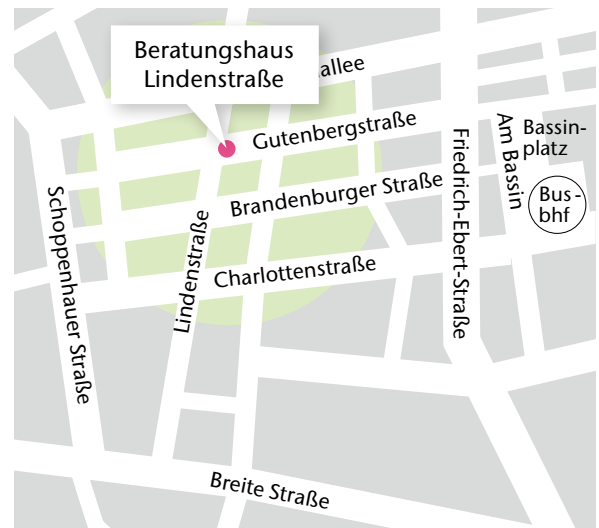 Beratungshaus
Lindenstraße
allee
Gutenbergstraße
Brandenburger Straße
Charlottenstraße
Lindenstraße
Schoppenhauer Straße
Friedrich-Ebert-Straße
Am Bassin
Bassin-
platz
Bus-
bhf
Breite Straße